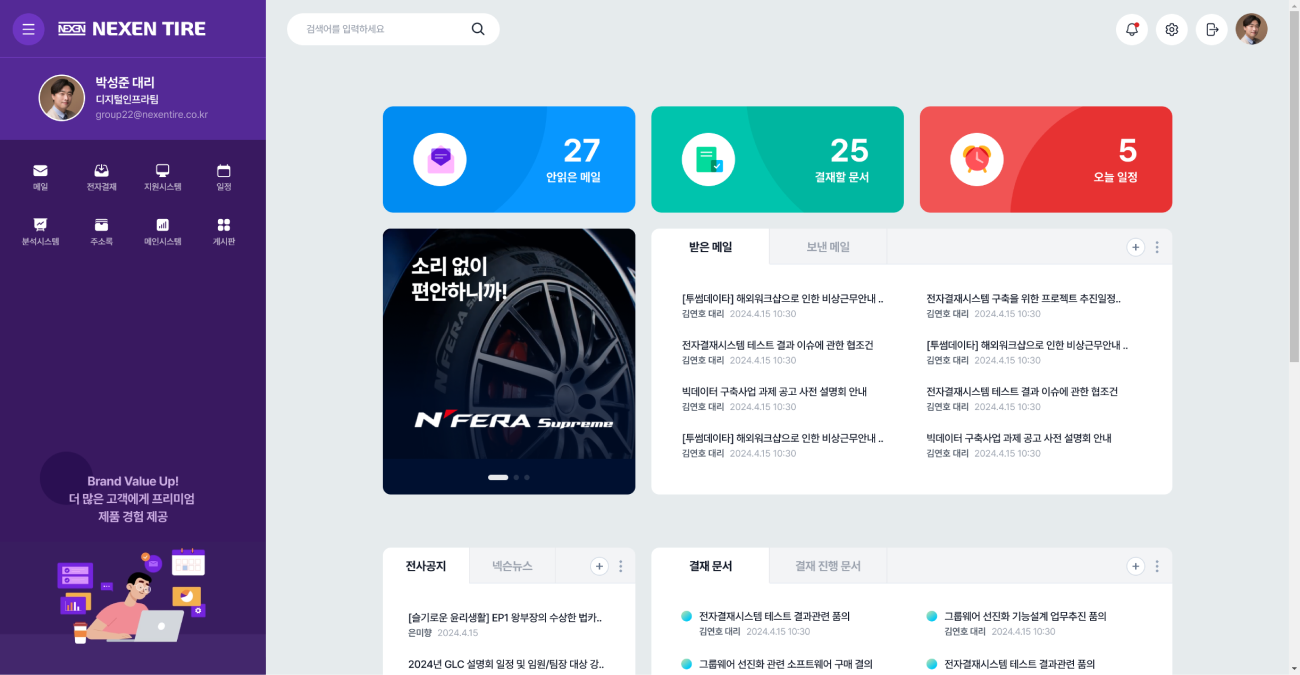 NEXEN NEXEN TIRE
검색어를 입력하세요
박성준 대리
디지털인프라팀
group22@nexentire.co.kr
메일 전자결재 지원시스템 일정
분석시스템 주소록 메인시스템 게시판
Brand Value Up!
더 많은 고객에게 프리미엄
제품 경험 제공
27
안읽은 메일
25
결재할 문서
5
오늘 일정
소리 없이
편안하니까!
N'FERA Supreme
받은 메일 보낸 메일
[투썸데이타] 해외워크샵으로 인한 비상근무안내 ..
김연호 대리 2024.4.15 10:30
전자결재시스템 구축을 위한 프로젝트 추진일정..
김연호 대리 2024.4.15 10:30
전자결재시스템 테스트 결과 이슈에 관한 협조건
김연호 대리 2024.4.15 10:30
[투썸데이타] 해외워크샵으로 인한 비상근무안내 ..
김연호 대리 2024.4.15 10:30
빅데이터 구축사업 과제 공고 사전 설명회 안내
김연호 대리 2024.4.15 10:30
전자결재시스템 테스트 결과 이슈에 관한 협조건
김연호 대리 2024.4.15 10:30
[투썸데이타] 해외워크샵으로 인한 비상근무안내 ..
김연호 대리 2024.4.15 10:30
빅데이터 구축사업 과제 공고 사전 설명회 안내
김연호 대리 2024.4.15 10:30
전사공지 넥슨뉴스
[슬기로운 윤리생활] EP1 왕부장의 수상한 법카..
은미향 2024.4.15
2024년 GLC 설명회 일정 및 임원/팀장 대상 강..
결재 문서 결재 진행 문서
전자결재시스템 테스트 결과관련 품의
김연호 대리 2024.4.15 10:30
그룹웨어 선진화 기능설계 업무추진 품의
김연호 대리 2024.4.15 10:30
그룹웨어 선진화 관련 소프트웨어 구매 결의
전자결재시스템 테스트 결과관련 품의